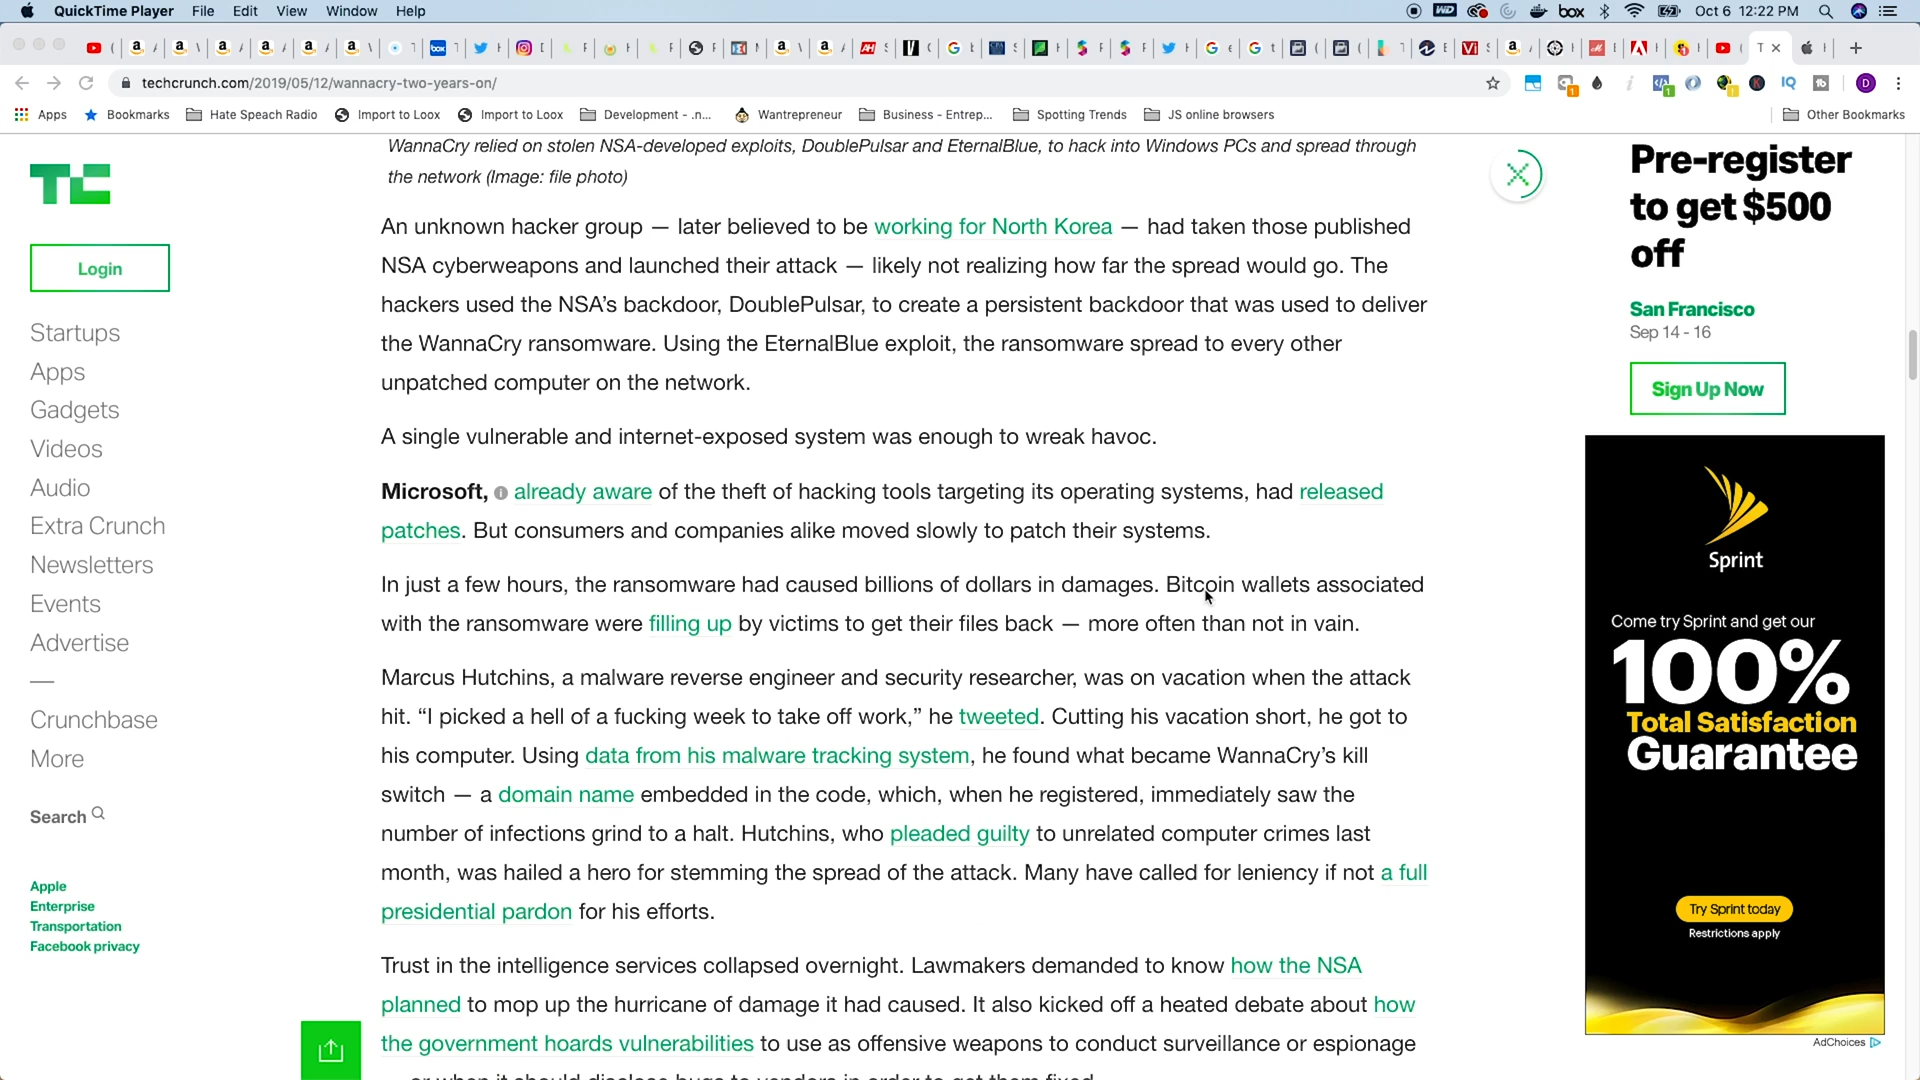 QuickTime Player File Edit View Window Help
WD box Oct 6 12:22 PM
techcrunch.com/2019/05/12/wannacry-two-years-on/
Apps Bookmarks Hate Speach Radio Import to Loox Import to Loox Development - .n... Wantrepreneur Business - Entrep... Spotting Trends JS online browsers Other Bookmarks
WannaCry relied on stolen NSA-developed exploits, DoublePulsar and EternalBlue, to hack into Windows PCs and spread through
the network (Image: file photo)
An unknown hacker group — later believed to be working for North Korea — had taken those published
NSA cyberweapons and launched their attack — likely not realizing how far the spread would go. The
hackers used the NSA’s backdoor, DoublePulsar, to create a persistent backdoor that was used to deliver
the WannaCry ransomware. Using the EternalBlue exploit, the ransomware spread to every other
unpatched computer on the network.
A single vulnerable and internet-exposed system was enough to wreak havoc.
Microsoft, already aware of the theft of hacking tools targeting its operating systems, had released
patches. But consumers and companies alike moved slowly to patch their systems.
In just a few hours, the ransomware had caused billions of dollars in damages. Bitcoin wallets associated
with the ransomware were filling up by victims to get their files back — more often than not in vain.
Marcus Hutchins, a malware reverse engineer and security researcher, was on vacation when the attack
hit. “I picked a hell of a fucking week to take off work,” he tweeted. Cutting his vacation short, he got to
his computer. Using data from his malware tracking system, he found what became WannaCry’s kill
switch — a domain name embedded in the code, which, when he registered, immediately saw the
number of infections grind to a halt. Hutchins, who pleaded guilty to unrelated computer crimes last
month, was hailed a hero for stemming the spread of the attack. Many have called for leniency if not a full
presidential pardon for his efforts.
Trust in the intelligence services collapsed overnight. Lawmakers demanded to know how the NSA
planned to mop up the hurricane of damage it had caused. It also kicked off a heated debate about how
the government hoards vulnerabilities to use as offensive weapons to conduct surveillance or espionage
— or when it should disclose bugs to vendors in order to get them fixed.
TC
Login
Startups
Apps
Gadgets
Videos
Audio
Extra Crunch
Newsletters
Events
Advertise
—
Crunchbase
More
Search
Apple
Enterprise
Transportation
Facebook privacy
Pre-register
to get $500
off
San Francisco
Sep 14 - 16
Sign Up Now
Sprint
Come try Sprint and get our
100%
Total Satisfaction
Guarantee
Try Sprint today
Restrictions apply
AdChoices